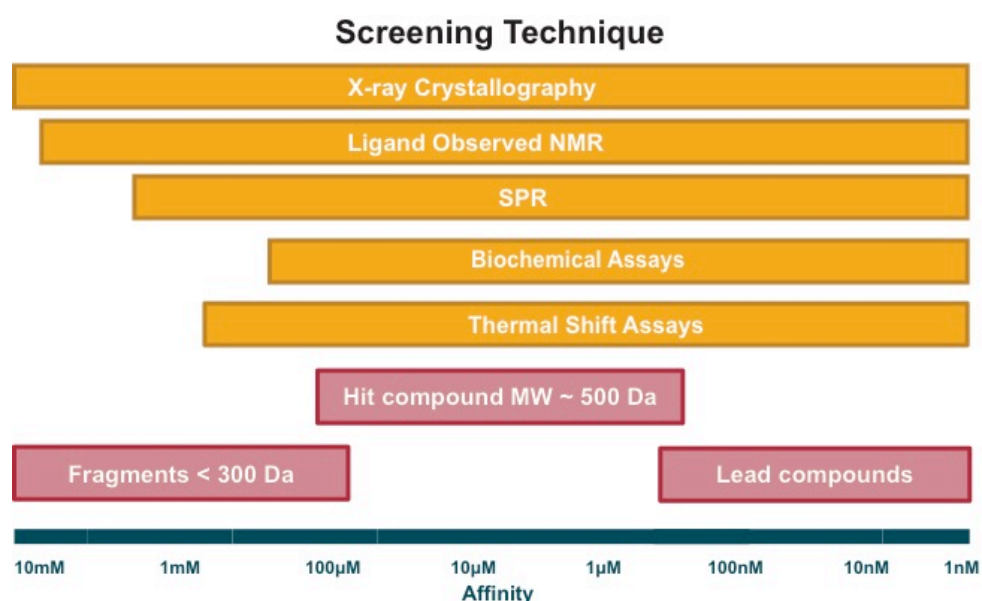 Screening Technique
X-ray Crystallography
Ligand Observed NMR
SPR
Biochemical Assays
Thermal Shift Assays
Hit compound MW ~ 500 Da
Fragments < 300 Da
Lead compounds
10mM 1mM 100µM 10µM 1µM 100nM 10nM 1nM
Affinity